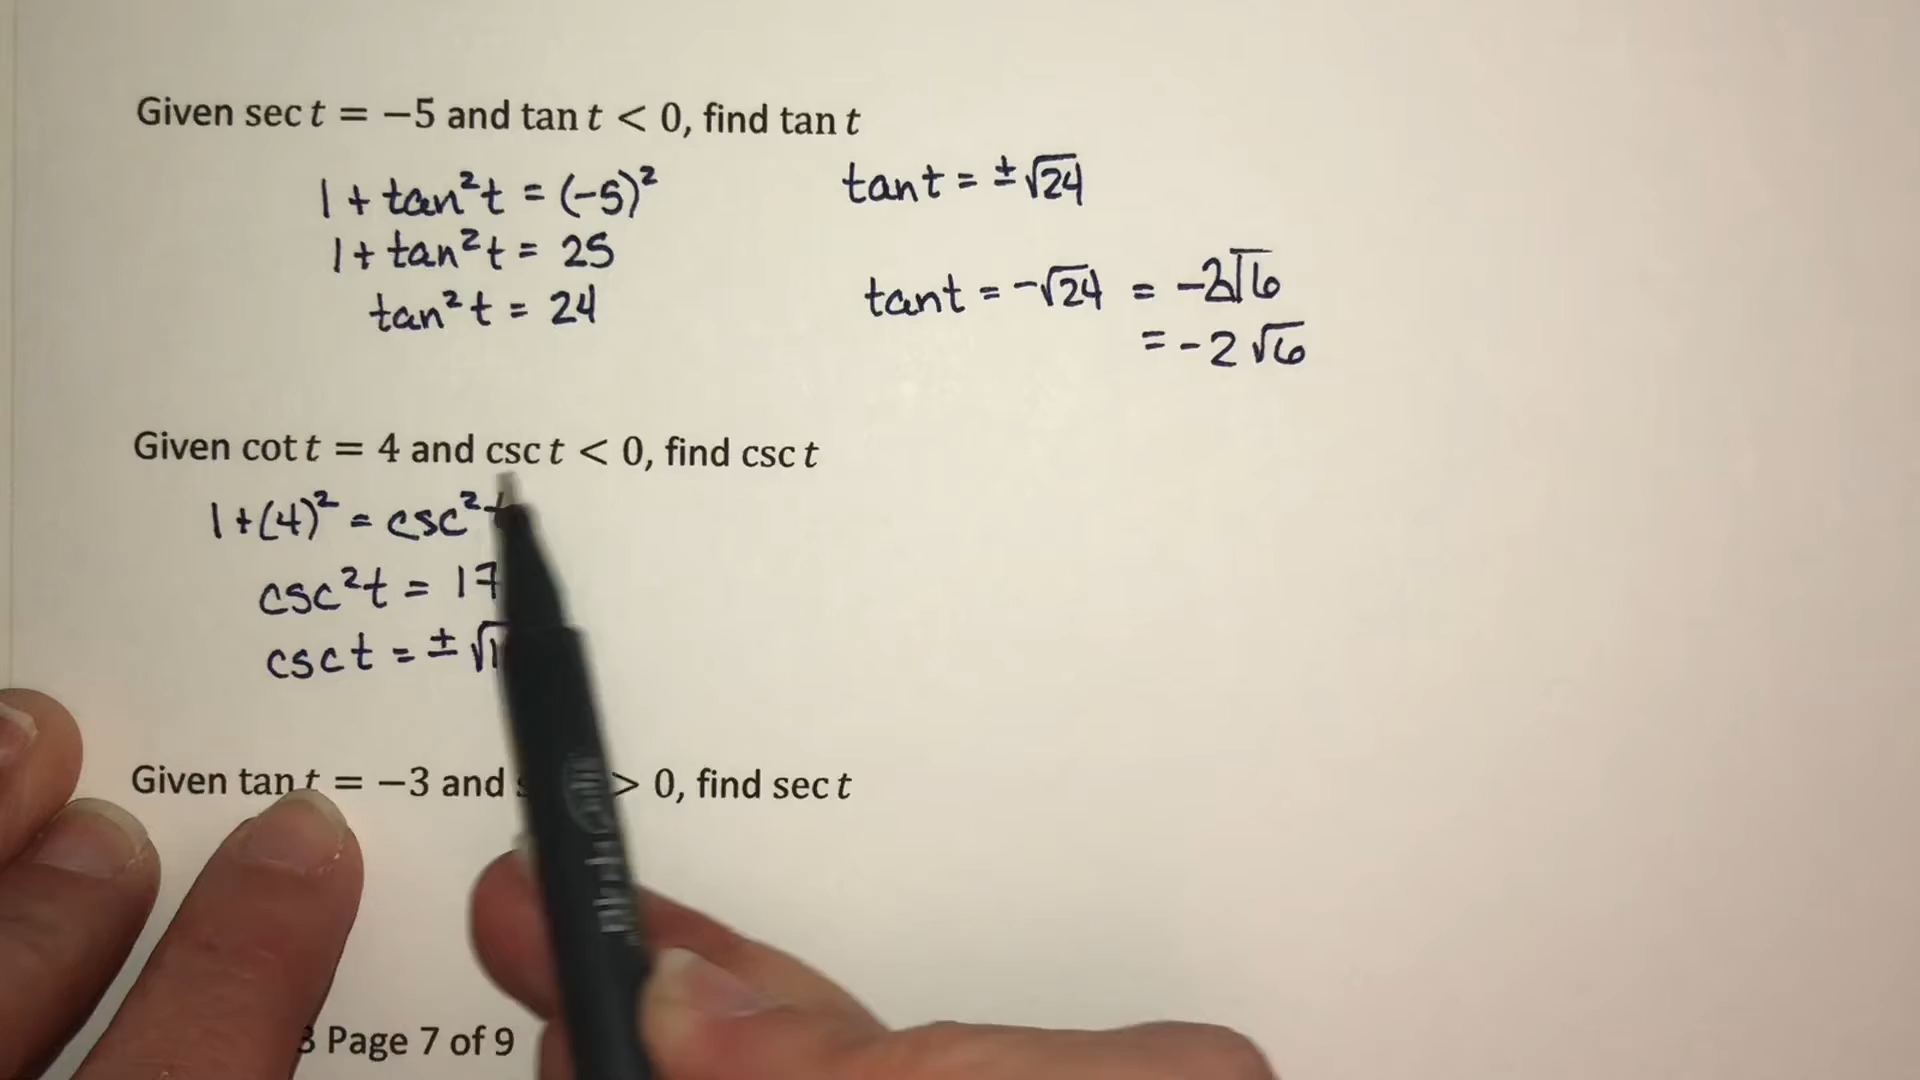 Given sec t = −5 and tan t < 0, find tan t
1 + tan²t = (-5)²
1 + tan²t = 25
tan²t = 24
tan t = ±√24
tan t = -√24 = -2√6
= -2√6
Given cot t = 4 and csc t < 0, find csc t
1 + (4)² = csc²t
csc²t = 17
csc t = ±√
Given tan t = −3 and > 0, find sec t
Page 7 of 9